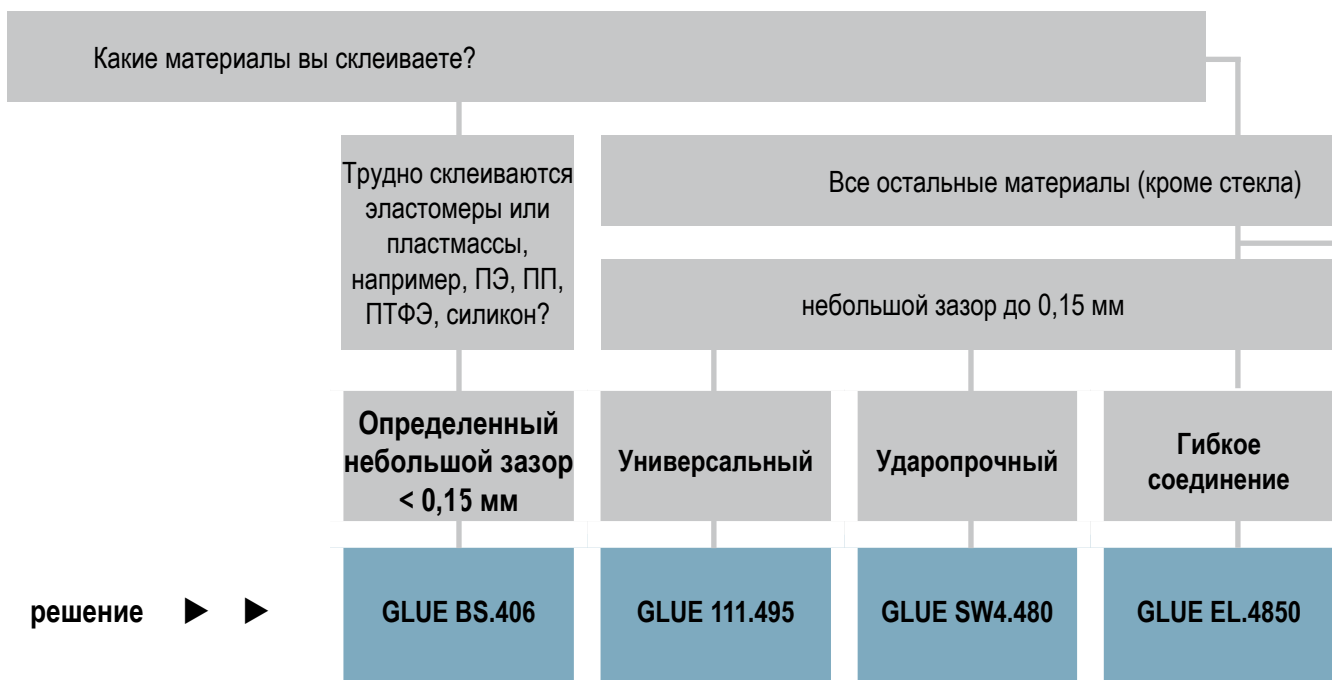 Какие материалы вы склеиваете?
Трудно склеиваются
эластомеры или
пластмассы,
например, ПЭ, ПП,
ПТФЭ, силикон?
Все остальные материалы (кроме стекла)
небольшой зазор до 0,15 мм
Определенный
небольшой зазор
< 0,15 мм
Универсальный
Ударопрочный
Гибкое
соединение
решение ▶ ▶
GLUE BS.406
GLUE 111.495
GLUE SW4.480
GLUE EL.4850